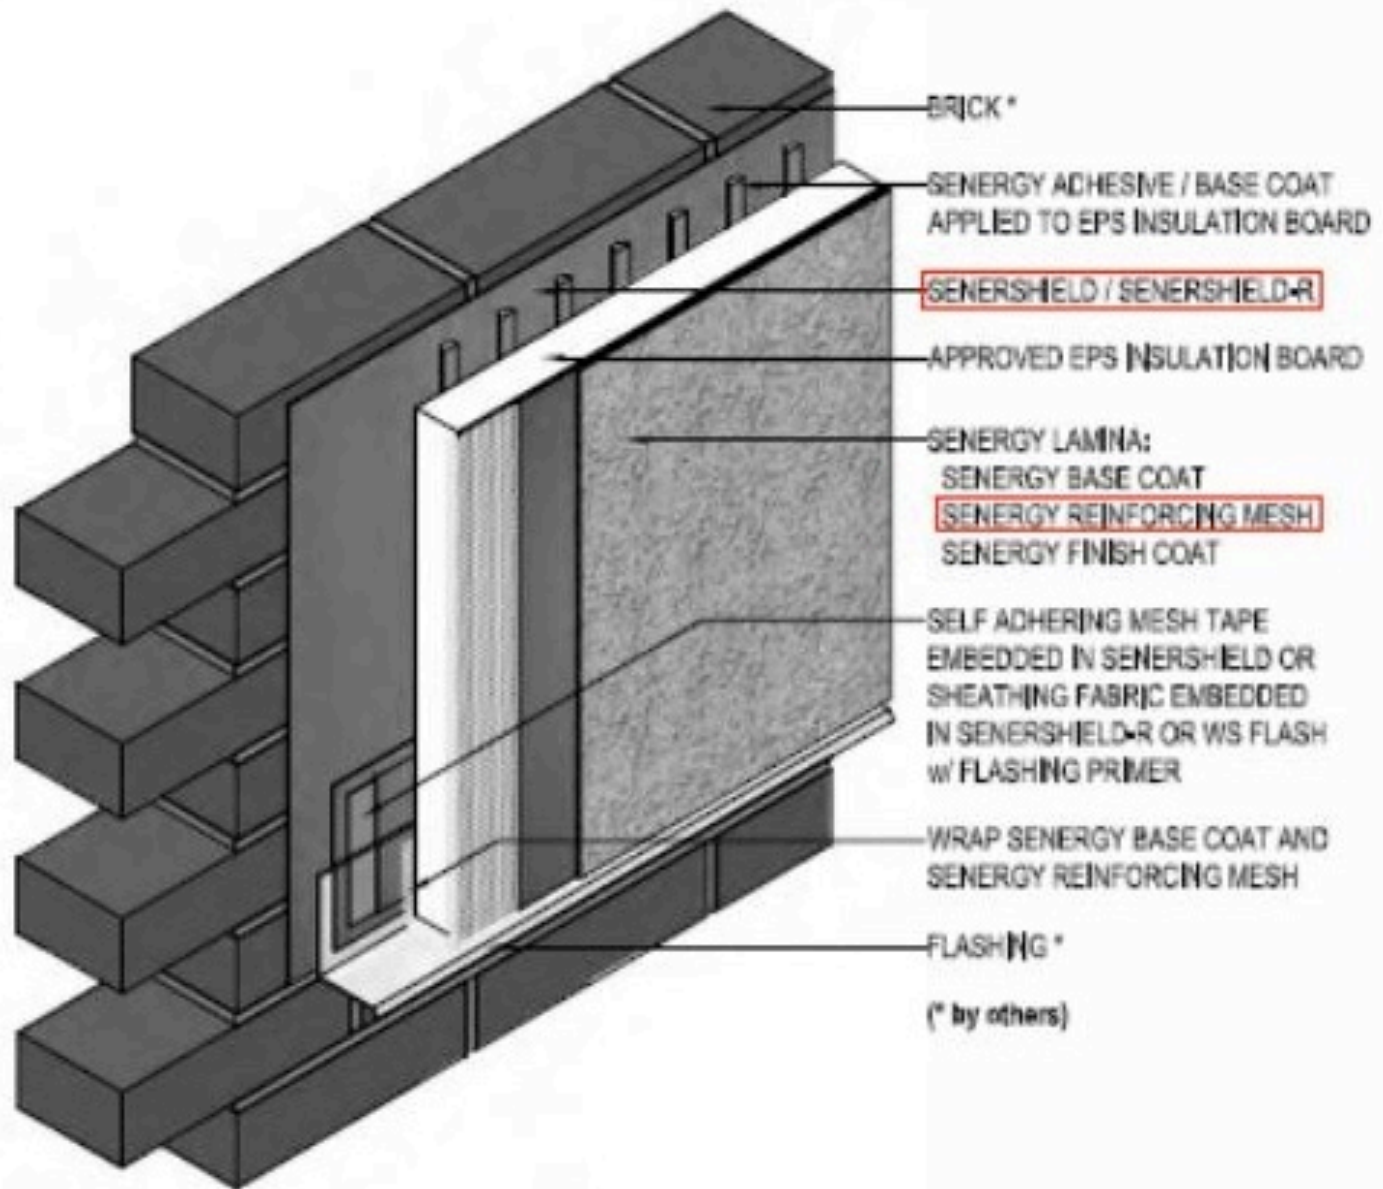 BRICK *
SENERGY ADHESIVE / BASE COAT
APPLIED TO EPS INSULATION BOARD
SENERSHIELD / SENERSHIELD-R
APPROVED EPS INSULATION BOARD
SENERGY LAMINA:
SENERGY BASE COAT
SENERGY REINFORCING MESH
SENERGY FINISH COAT
SELF ADHERING MESH TAPE
EMBEDDED IN SENERSHIELD OR
SHEATHING FABRIC EMBEDDED
IN SENERSHIELD-R OR WS FLASH
w/ FLASHING PRIMER
WRAP SENERGY BASE COAT AND
SENERGY REINFORCING MESH
FLASHING *
(* by others)